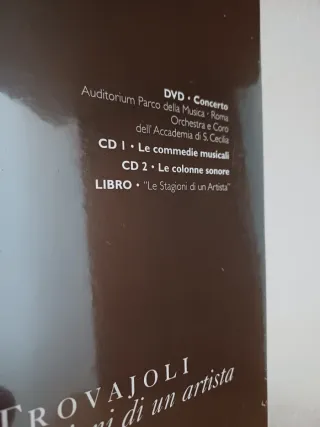 DVD • Concerto
Auditorium Parco della Musica • Roma
Orchestra e Coro
dell'Accademia di S. Cecilia
CD 1 • Le commedie musicali
CD 2 • Le colonne sonore
LIBRO • "Le Stagioni di un Artista"
TROVAJOLI
di un artista